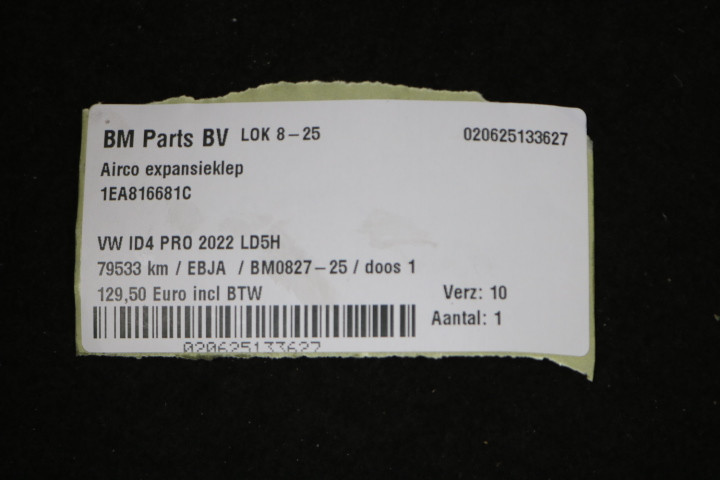 BM Parts BV LOK 8-25 020625133627
Airco expansieklep
1EA816681C
VW ID4 PRO 2022 LD5H
79533 km / EBJA / BM0827-25 / doos 1
129,50 Euro incl BTW Verz: 10
Aantal: 1
020625133627